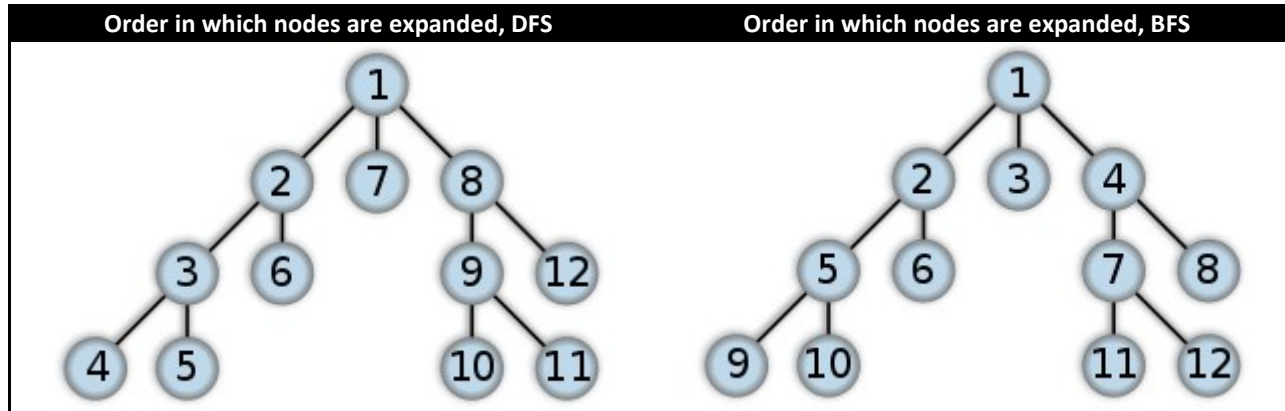 Order in which nodes are expanded, DFS
1
2 7 8
3 6 9 12
4 5 10 11
Order in which nodes are expanded, BFS
1
2 3 4
5 6 7 8
9 10 11 12